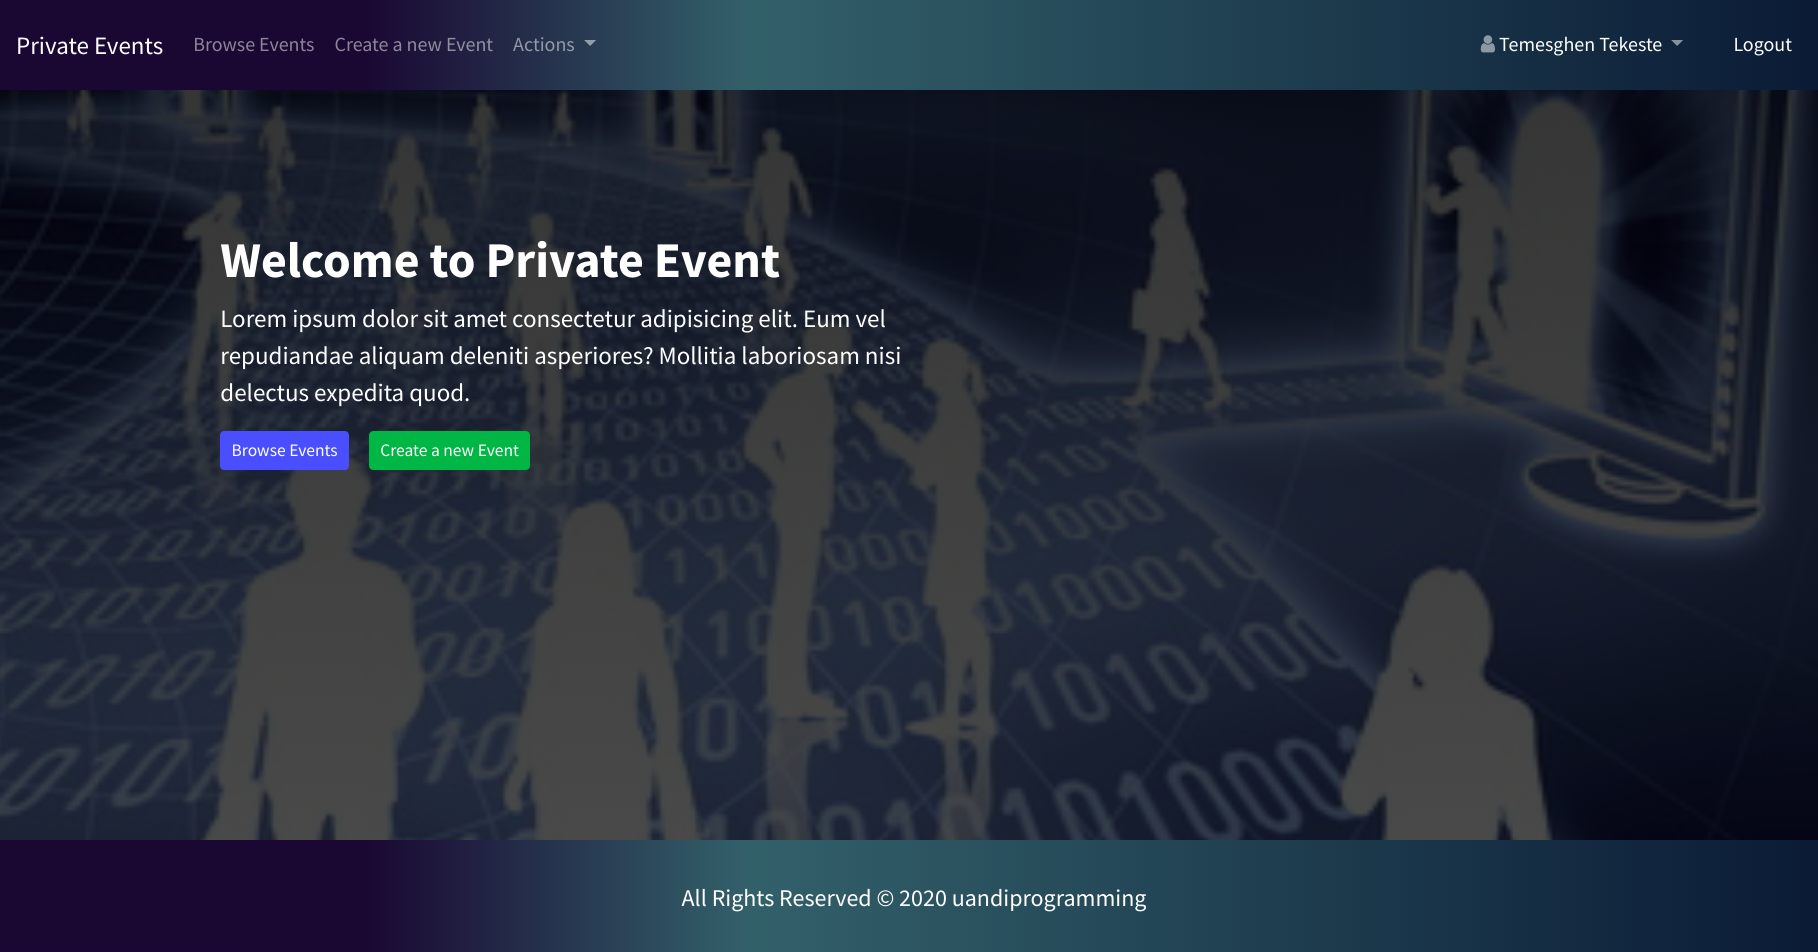 Private Events
Browse Events
Create a new Event
Actions
Temesghen Tekeste
Logout
Welcome to Private Event
Lorem ipsum dolor sit amet consectetur adipisicing elit. Eum vel
repudiandae aliquam deleniti asperiores? Mollitia laboriosam nisi
delectus expedita quod.
Browse Events
Create a new Event
All Rights Reserved © 2020 uandiprogramming